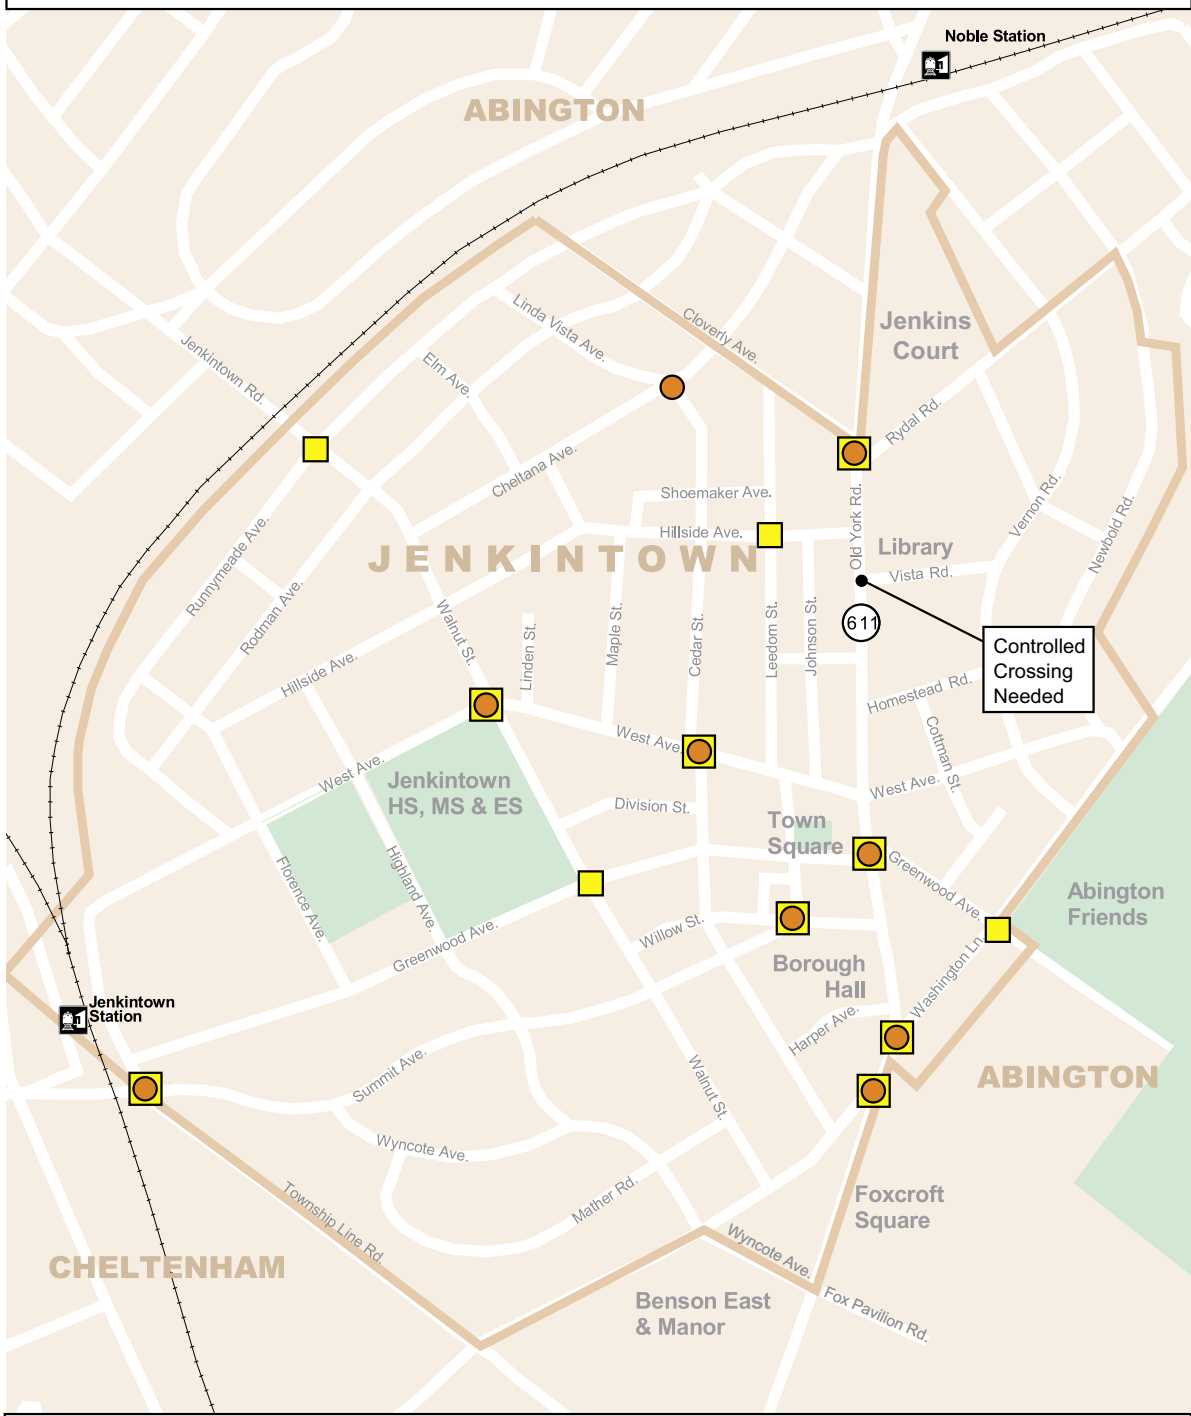 Noble Station
ABINGTON
Linda Vista Ave.
Cloverly Ave.
Jenkins
Court
Jenkintown Rd.
Elm Ave.
Rydal Rd.
Cheltana Ave.
Shoemaker Ave.
Old York Rd.
Vernon Rd.
Newbold Rd.
Hillside Ave.
Library
JENKINTOWN
Vista Rd.
Runnymeade Ave.
Rodman Ave.
Walnut St.
Linden St.
Maple St.
Cedar St.
Leedom St.
Johnson St.
611
Controlled
Crossing
Needed
Hillside Ave.
Homestead Rd.
Cottman St.
West Ave.
West Ave.
West Ave.
Jenkintown
HS, MS & ES
Division St.
Town
Square
Florence Ave.
Highland Ave.
Greenwood Ave.
Abington
Friends
Greenwood Ave.
Willow St.
Washington Ln.
Borough
Hall
Jenkintown
Station
Harper Ave.
Summit Ave.
Walnut St.
ABINGTON
Wyncote Ave.
Township Line Rd.
Mather Rd.
Foxcroft
Square
Wyncote Ave.
CHELTENHAM
Fox Pavilion Rd.
Benson East
& Manor